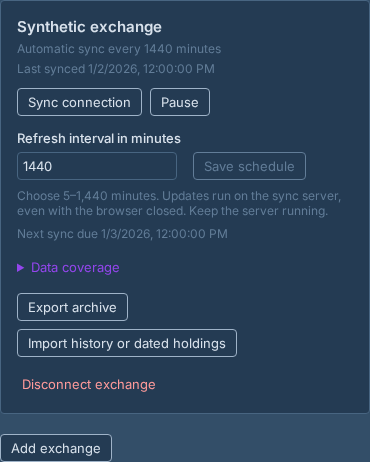 Synthetic exchange
Automatic sync every 1440 minutes
Last synced 1/2/2026, 12:00:00 PM
Sync connection Pause
Refresh interval in minutes
1440 Save schedule
Choose 5–1,440 minutes. Updates run on the sync server,
even with the browser closed. Keep the server running.
Next sync due 1/3/2026, 12:00:00 PM
Data coverage
Export archive
Import history or dated holdings
Disconnect exchange
Add exchange